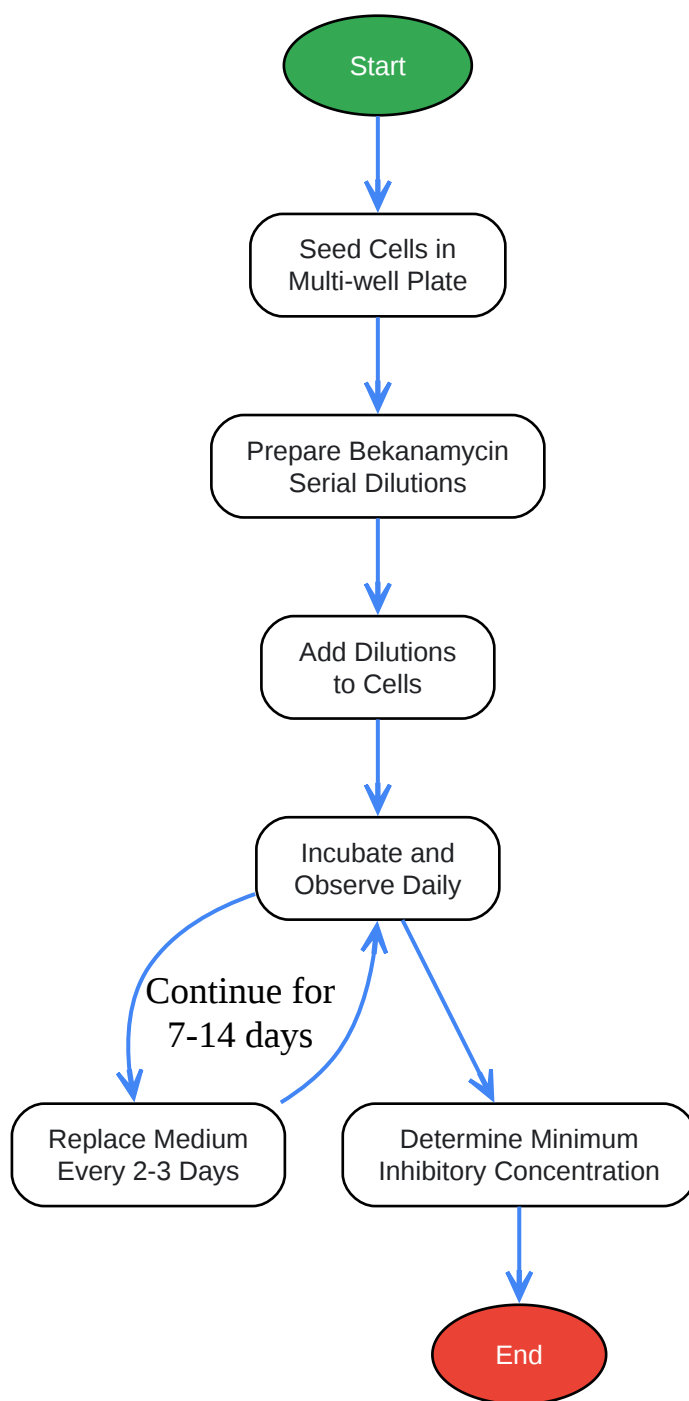 Start
Seed Cells in
Multi-well Plate
Prepare Bekanamycin
Serial Dilutions
Add Dilutions
to Cells
Incubate and
Observe Daily
Continue for
7-14 days
Replace Medium
Every 2-3 Days
Determine Minimum
Inhibitory Concentration
End